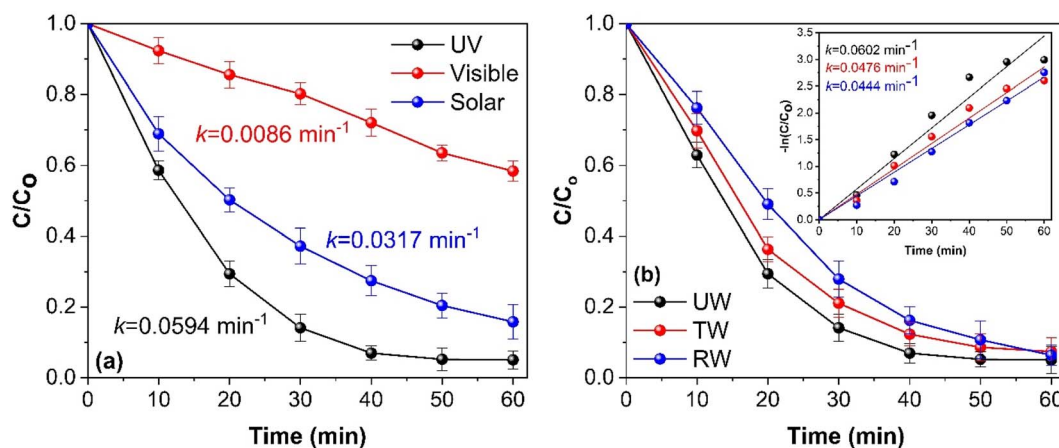 1.0
0.8
0.6
0.4
0.2
0.0
C/C₀
0 10 20 30 40 50 60
Time (min)
UV
Visible
Solar
k=0.0086 min⁻¹
k=0.0317 min⁻¹
k=0.0594 min⁻¹
(a)
1.0
0.8
0.6
0.4
0.2
0.0
C/Cₒ
0 10 20 30 40 50 60
Time (min)
(b)
UW
TW
RW
3.5
3.0
2.5
2.0
1.5
1.0
0.5
0.0
-ln(C/C₀)
0 10 20 30 40 50 60
Time (min)
k=0.0602 min⁻¹
k=0.0476 min⁻¹
k=0.0444 min⁻¹